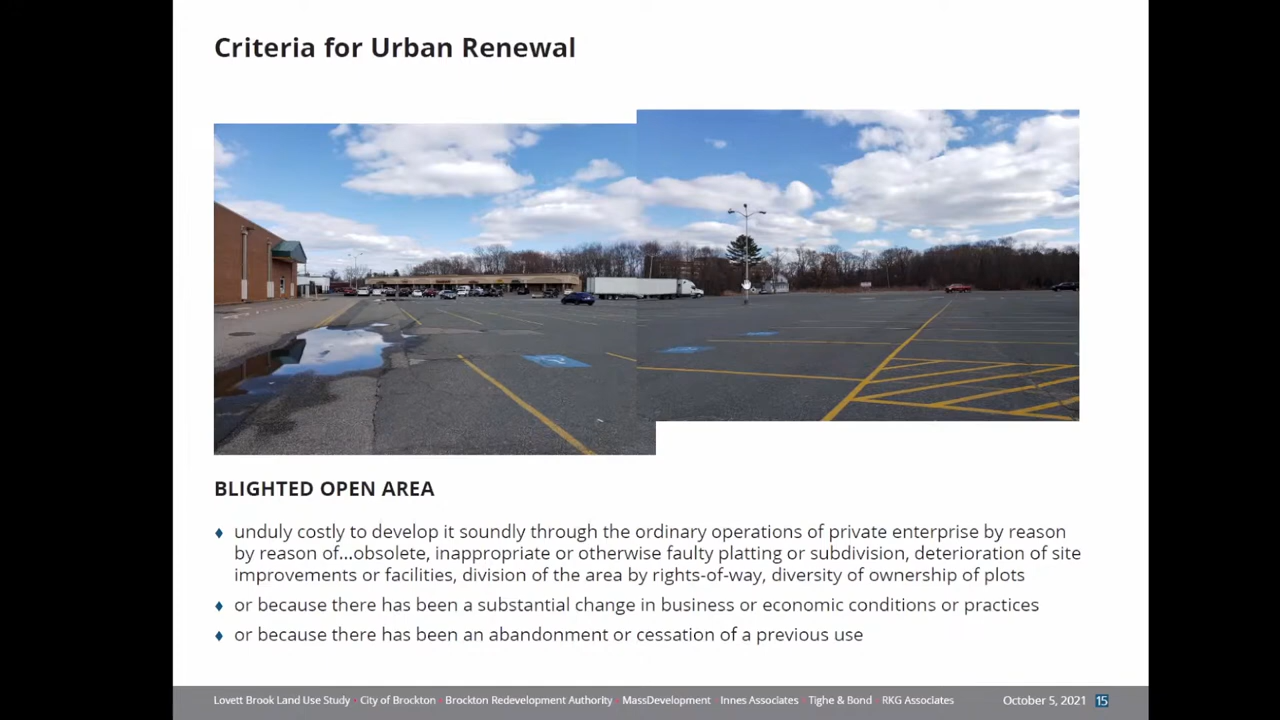 Criteria for Urban Renewal
BLIGHTED OPEN AREA
♦ unduly costly to develop it soundly through the ordinary operations of private enterprise by reason
by reason of...obsolete, inappropriate or otherwise faulty platting or subdivision, deterioration of site
improvements or facilities, division of the area by rights-of-way, diversity of ownership of plots
♦ or because there has been a substantial change in business or economic conditions or practices
♦ or because there has been an abandonment or cessation of a previous use
Lovett Brook Land Use Study City of Brockton Brockton Redevelopment Authority MassDevelopment Innes Associates Tighe & Bond RKG Associates October 5, 2021 15